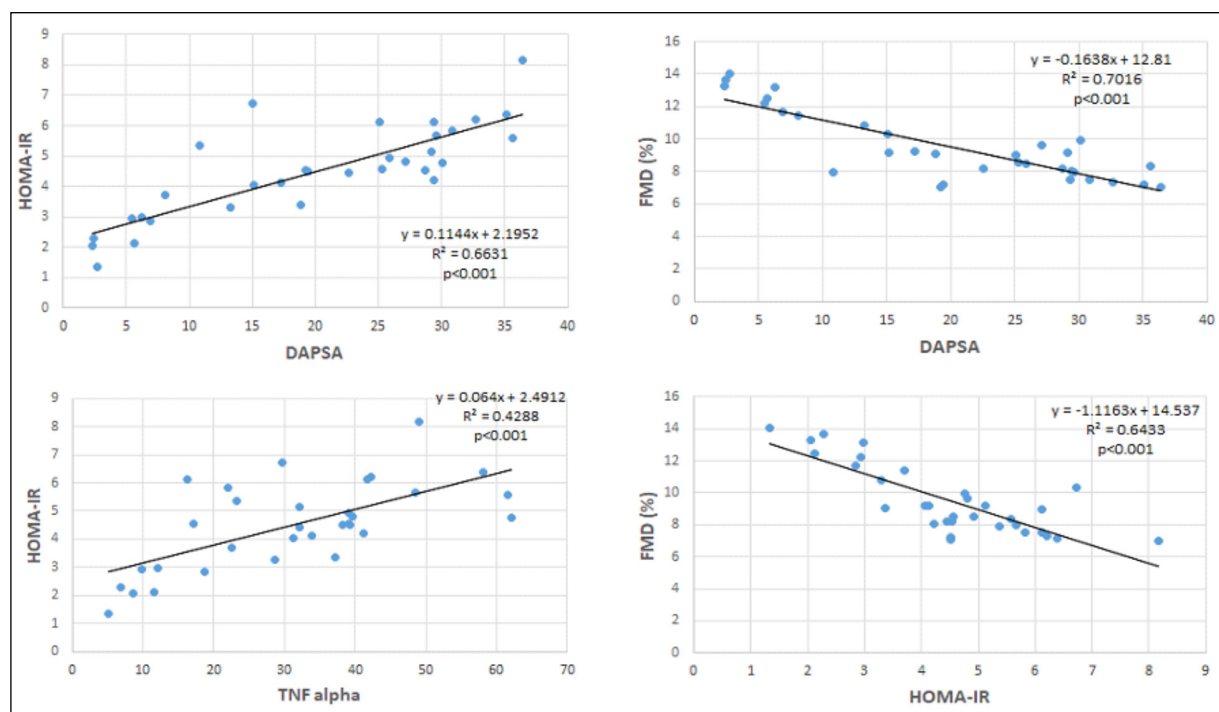 HOMA-IR
9
8
7
6
5
4
3
2
1
0
y = 0.1144x + 2.1952
R² = 0.6631
p<0.001
0 5 10 15 20 25 30 35 40
DAPSA
FMD (%)
16
14
12
10
8
6
4
2
0
y = -0.1638x + 12.81
R² = 0.7016
p<0.001
0 5 10 15 20 25 30 35 40
DAPSA
HOMA-IR
9
8
7
6
5
4
3
2
1
0
y = 0.064x + 2.4912
R² = 0.4288
p<0.001
0 10 20 30 40 50 60 70
TNF alpha
FMD (%)
16
14
12
10
8
6
4
2
0
y = -1.1163x + 14.537
R² = 0.6433
p<0.001
0 1 2 3 4 5 6 7 8 9
HOMA-IR